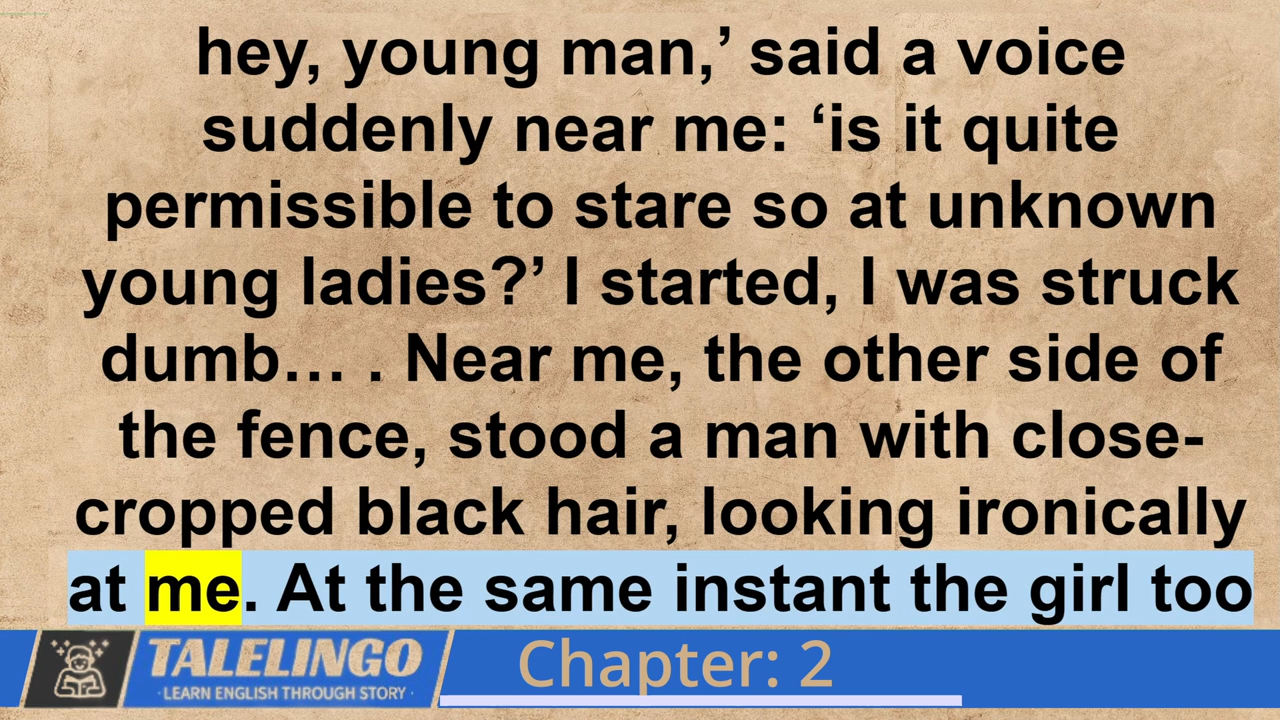 hey, young man,’ said a voice
suddenly near me: ‘is it quite
permissible to stare so at unknown
young ladies?’ I started, I was struck
dumb… . Near me, the other side of
the fence, stood a man with close-
cropped black hair, looking ironically
at me. At the same instant the girl too
TALELINGO
·LEARN ENGLISH THROUGH STORY·
Chapter: 2